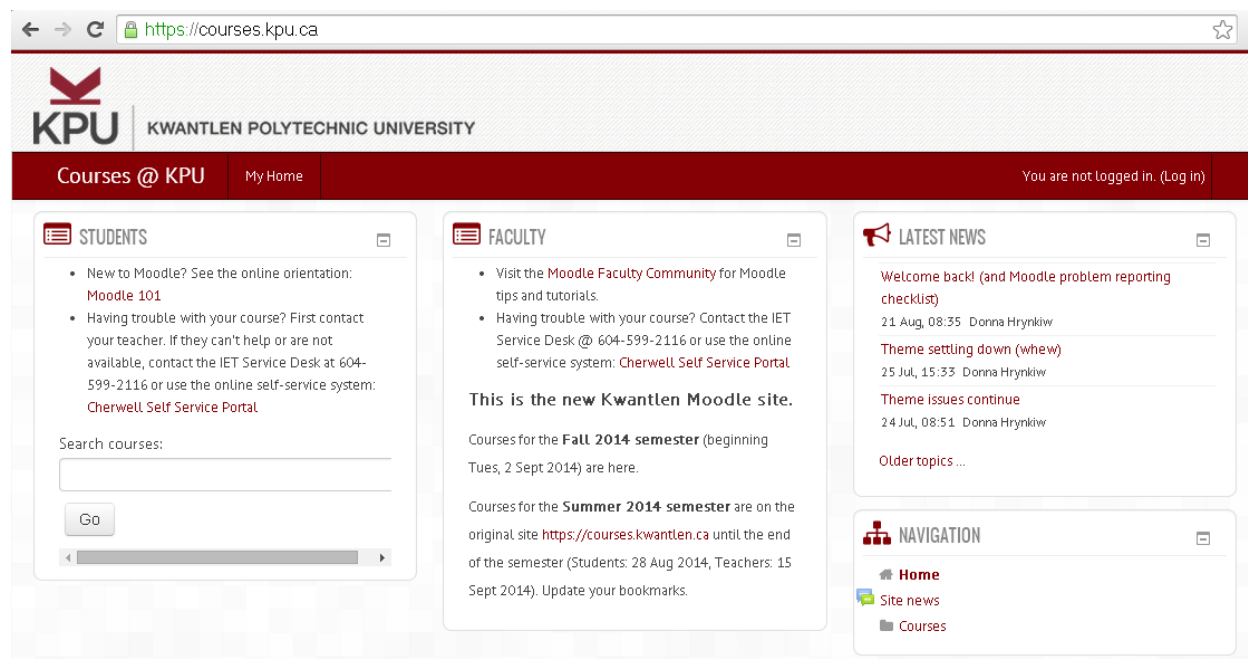 https://courses.kpu.ca
KPU KWANTLEN POLYTECHNIC UNIVERSITY
Courses @ KPU My Home You are not logged in. (Log in)
STUDENTS
New to Moodle? See the online orientation:
Moodle 101
Having trouble with your course? First contact
your teacher. If they can't help or are not
available, contact the IET Service Desk at 604-
599-2116 or use the online self-service system:
Cherwell Self Service Portal
Search courses:
Go
FACULTY
Visit the Moodle Faculty Community for Moodle
tips and tutorials.
Having trouble with your course? Contact the IET
Service Desk @ 604-599-2116 or use the online
self-service system: Cherwell Self Service Portal
This is the new Kwantlen Moodle site.
Courses for the Fall 2014 semester (beginning
Tues, 2 Sept 2014) are here.
Courses for the Summer 2014 semester are on the
original site https://courses.kwantlen.ca until the end
of the semester (Students: 28 Aug 2014, Teachers: 15
Sept 2014). Update your bookmarks.
LATEST NEWS
Welcome back! (and Moodle problem reporting
checklist)
21 Aug, 08:35 Donna Hrynkiw
Theme settling down (whew)
25 Jul, 15:33 Donna Hrynkiw
Theme issues continue
24 Jul, 08:51 Donna Hrynkiw
Older topics ...
NAVIGATION
Home
Site news
Courses